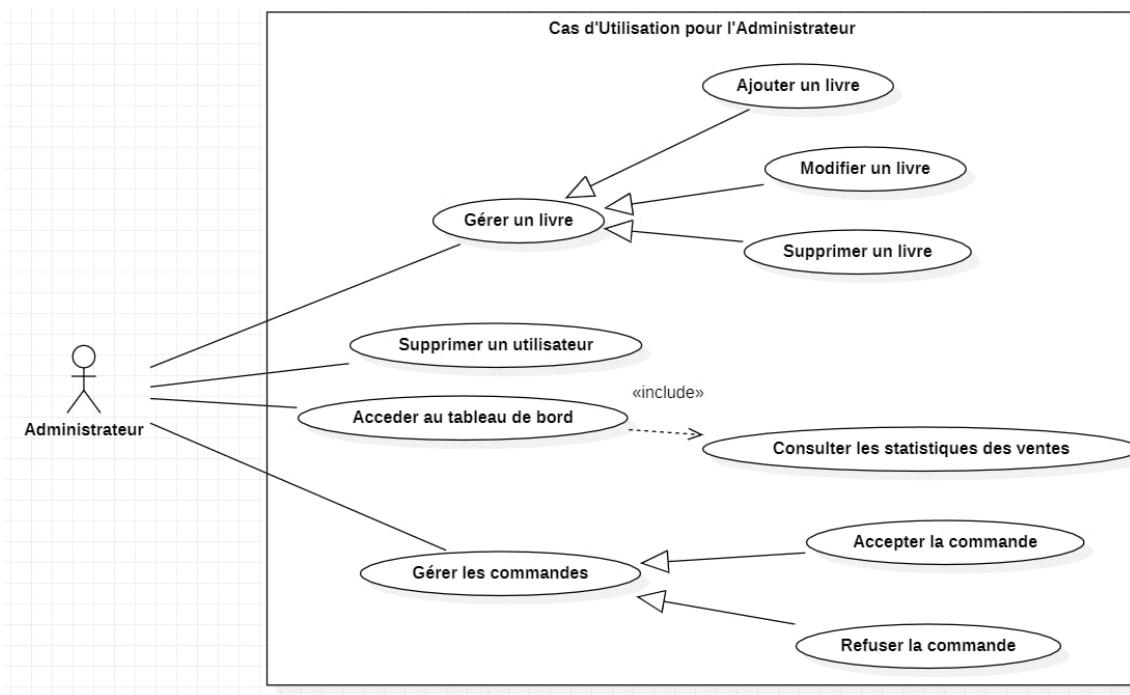 Cas d'Utilisation pour l'Administrateur
Ajouter un livre
Modifier un livre
Gérer un livre
Supprimer un livre
Supprimer un utilisateur
«include»
Acceder au tableau de bord
Administrateur
Consulter les statistiques des ventes
Accepter la commande
Gérer les commandes
Refuser la commande